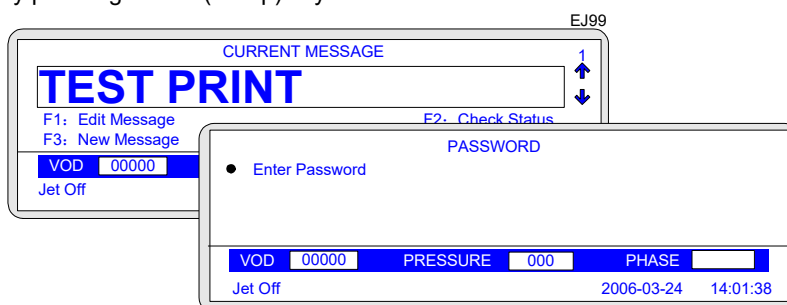 EJ99
CURRENT MESSAGE
1
TEST PRINT
F1： Edit Message
F2： Check Status
F3： New Message
VOD 00000
Jet Off
PASSWORD
● Enter Password
VOD 00000 PRESSURE 000 PHASE
Jet Off 2006-03-24 14:01:38